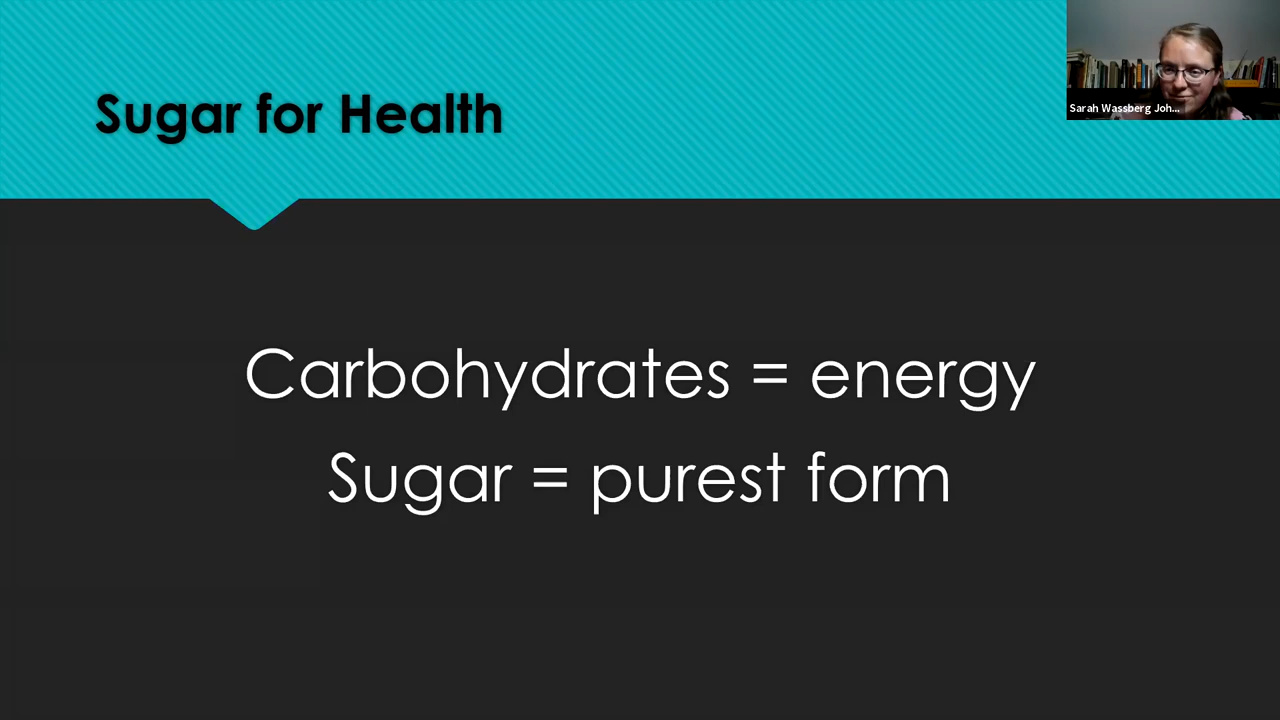 Sugar for Health
Sarah Wassberg Joh...
Carbohydrates = energy
Sugar = purest form